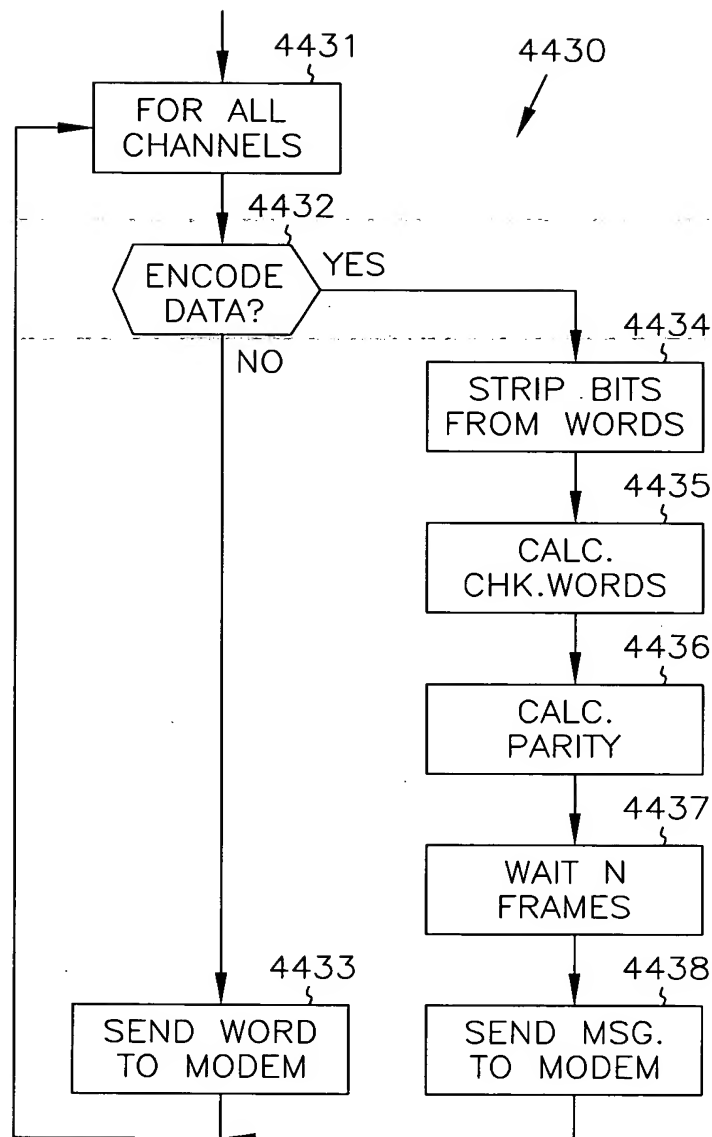 4431
4430
FOR ALL
CHANNELS
4432
ENCODE
DATA?
YES
NO
4434
STRIP BITS
FROM WORDS
4435
CALC.
CHK.WORDS
4436
CALC.
PARITY
4437
WAIT N
FRAMES
4433
SEND WORD
TO MODEM
4438
SEND MSG.
TO MODEM